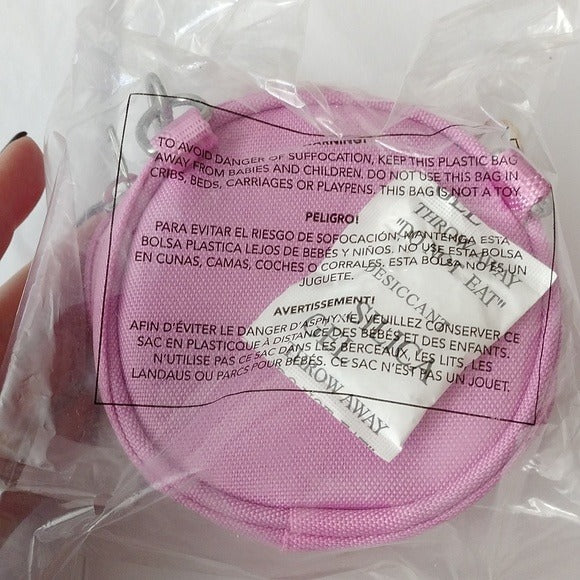 WARNING!
TO AVOID DANGER OF SUFFOCATION, KEEP THIS PLASTIC BAG
AWAY FROM BABIES AND CHILDREN. DO NOT USE THIS BAG IN
CRIBS, BEDS, CARRIAGES OR PLAYPENS. THIS BAG IS NOT A TOY.
PELIGRO!
PARA EVITAR EL RIESGO DE SOFOCACIÓN, MANTENGA ESTA
BOLSA PLASTICA LEJOS DE BEBÉS Y NIÑOS. NO USE ESTA BOLSA
EN CUNAS, CAMAS, COCHES O CORRALES. ESTA BOLSA NO ES UN
JUGUETE.
AVERTISSEMENT!
AFIN D'ÉVITER LE DANGER D'ASPHYXIE, VEUILLEZ CONSERVER CE
SAC EN PLASTIQUE À DISTANCE DES BÉBÉS ET DES ENFANTS.
N'UTILISE PAS CE SAC DANS LES BERCEAUX, LES LITS, LES
LANDAUS OU PARCS POUR BÉBÉS. CE SAC N'EST PAS UN JOUET.
THROW AWAY
"DO NOT EAT"
DESICCANT
SILICA
GEL
THROW AWAY